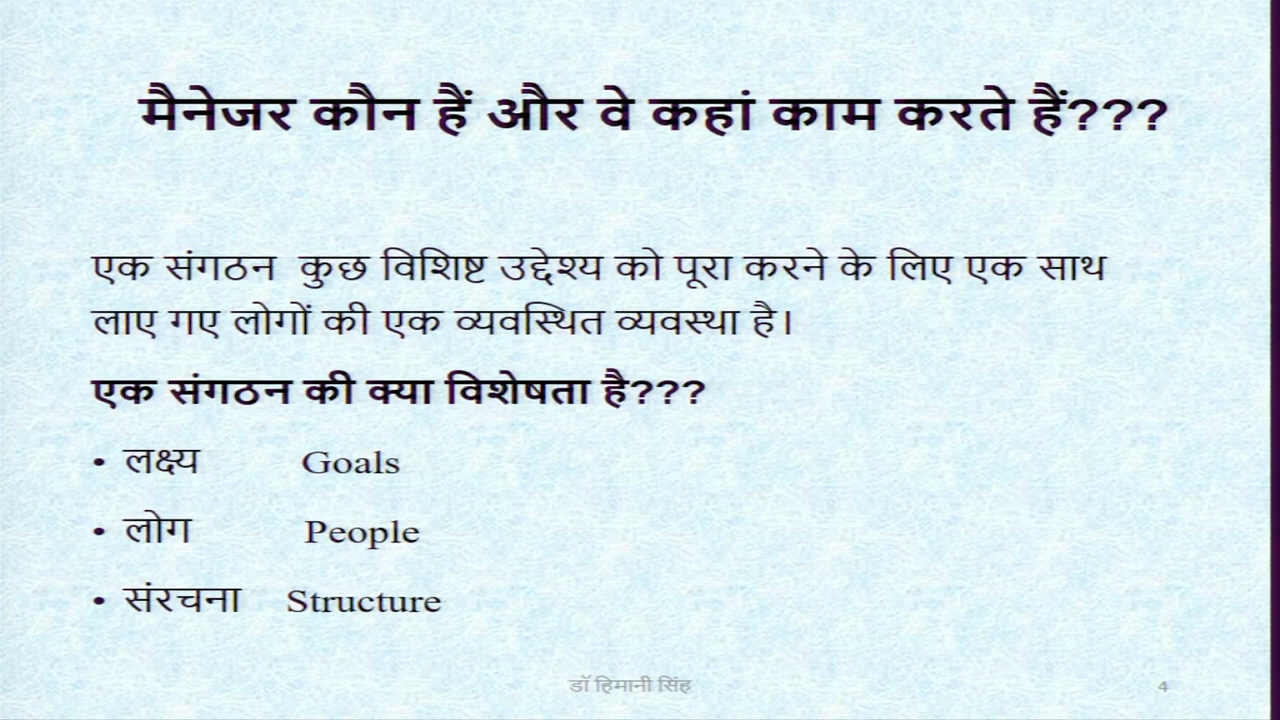 मैनेजर कौन हैं और वे कहां काम करते हैं???
एक संगठन कुछ विशिष्ट उद्देश्य को पूरा करने के लिए एक साथ
लाए गए लोगों की एक व्यवस्थित व्यवस्था है।
एक संगठन की क्या विशेषता है???
• लक्ष्य Goals
• लोग People
• संरचना Structure
डॉ हिमानी सिंह 4